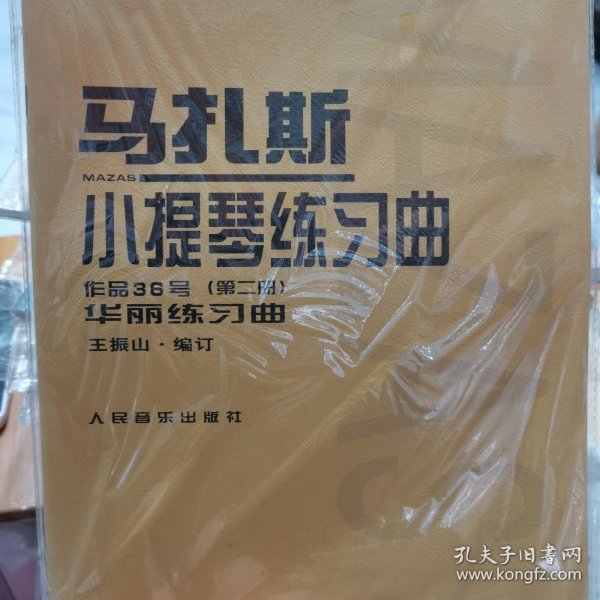 马扎斯
MAZAS
小提琴练习曲
作品36号（第二册）
华丽练习曲
王振山·编订
人民音乐出版社
孔夫子旧书网
www.kongfz.com